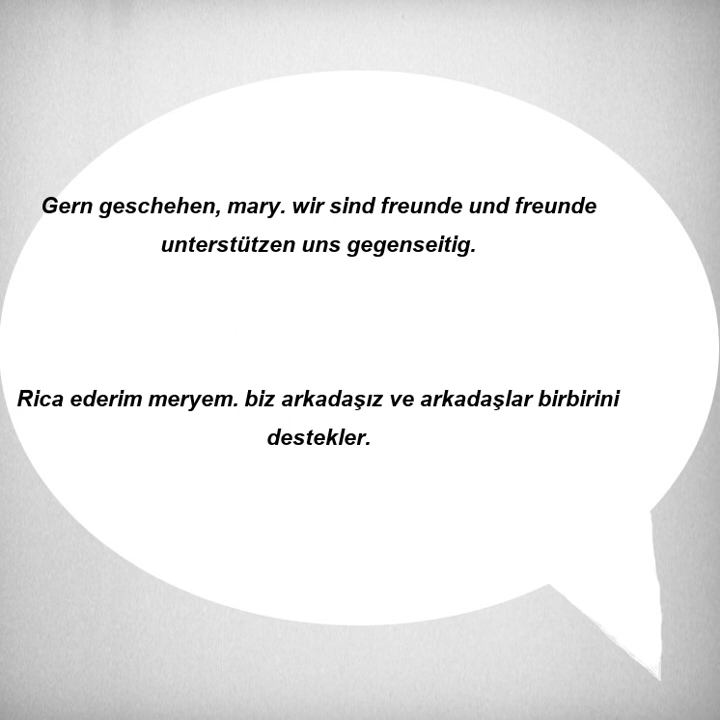 Gern geschehen, mary. wir sind freunde und freunde
unterstützen uns gegenseitig.
Rica ederim meryem. biz arkadaşız ve arkadaşlar birbirini
destekler.